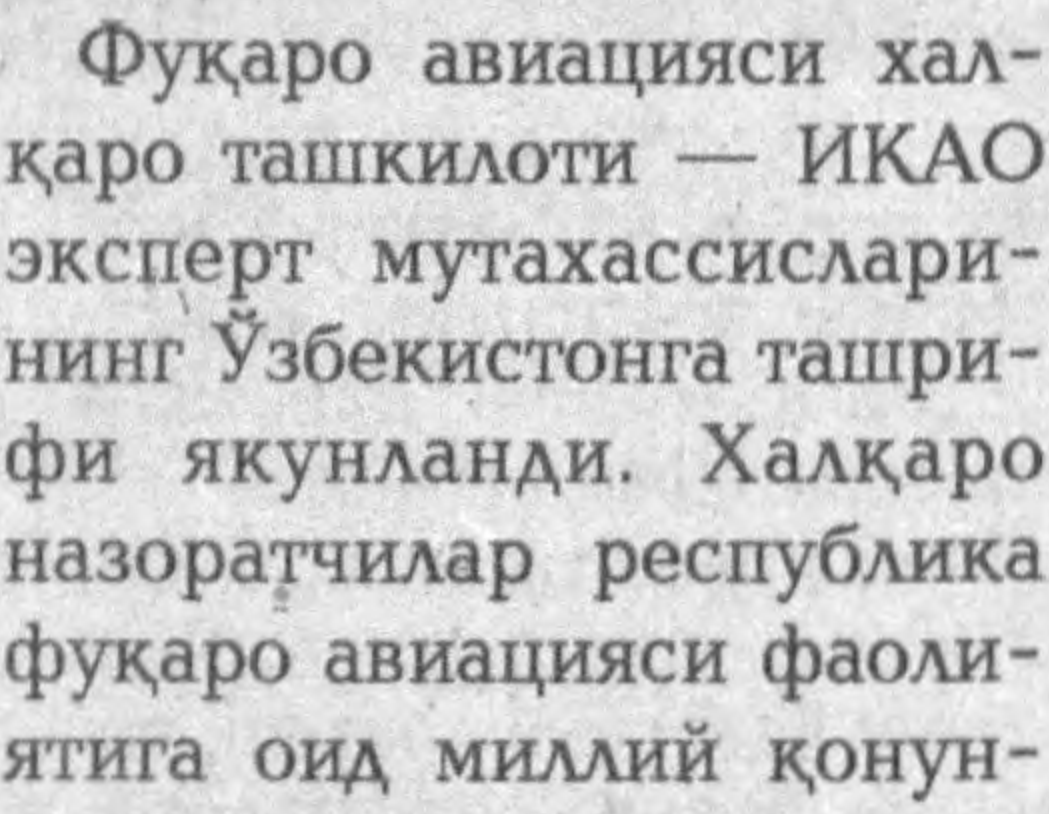 Фуқаро авиацияси хал-
қаро ташкилоти — ИКАО
эксперт мутахассислари-
нинг Ўзбекистонга ташри-
фи якунланди. Халқаро
назоратчилар республика
фуқаро авиацияси фаоли-
ятига оид миллий қонун-